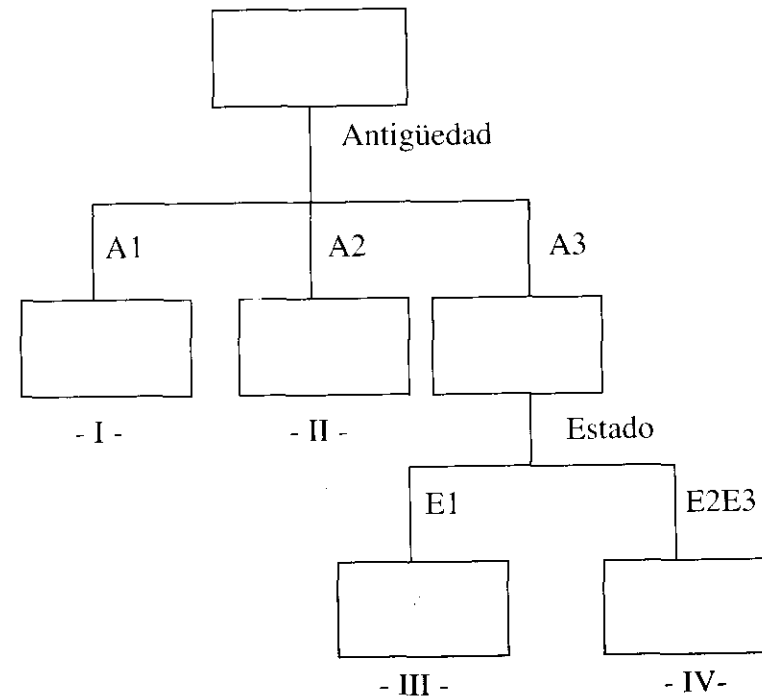 Antigüedad
A1
A2
A3
- I -
- II -
Estado
E1
E2E3
- III -
- IV-